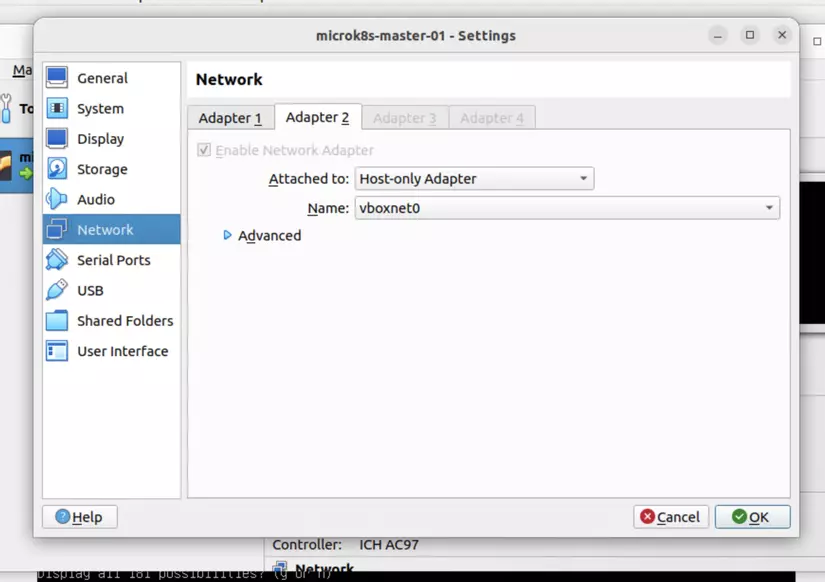 microk8s-master-01 - Settings
Ma
To
mi
General
System
Display
Storage
Audio
Network
Serial Ports
USB
Shared Folders
User Interface
Network
Adapter 1
Adapter 2
Adapter 3
Adapter 4
Enable Network Adapter
Attached to: Host-only Adapter
Name: vboxnet0
Advanced
Help
Cancel
OK
Controller: ICH AC97
Network
Display all 181 possibilities? (y or n)